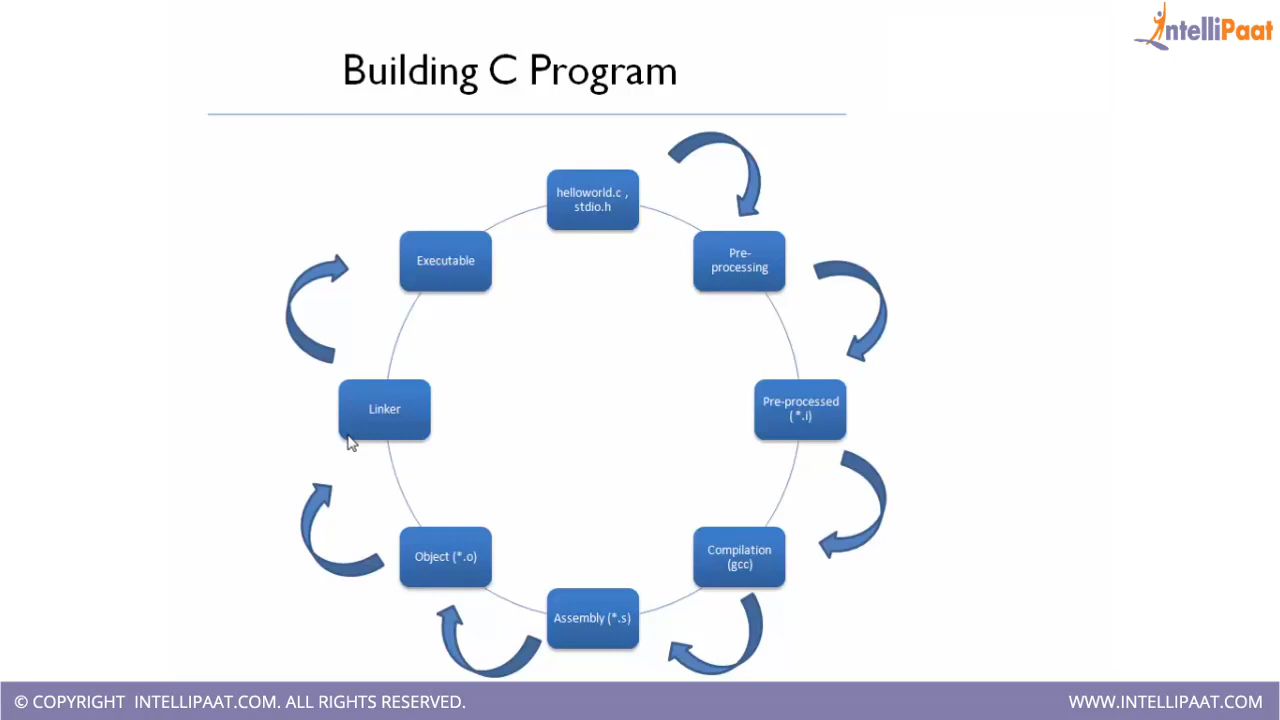 IntelliPaat
Building C Program
helloworld.c ,
stdio.h
Pre-
processing
Pre-processed
( *.i)
Compilation
(gcc)
Assembly (*.s)
Object (*.o)
Linker
Executable
© COPYRIGHT INTELLIPAAT.COM. ALL RIGHTS RESERVED.
WWW.INTELLIPAAT.COM